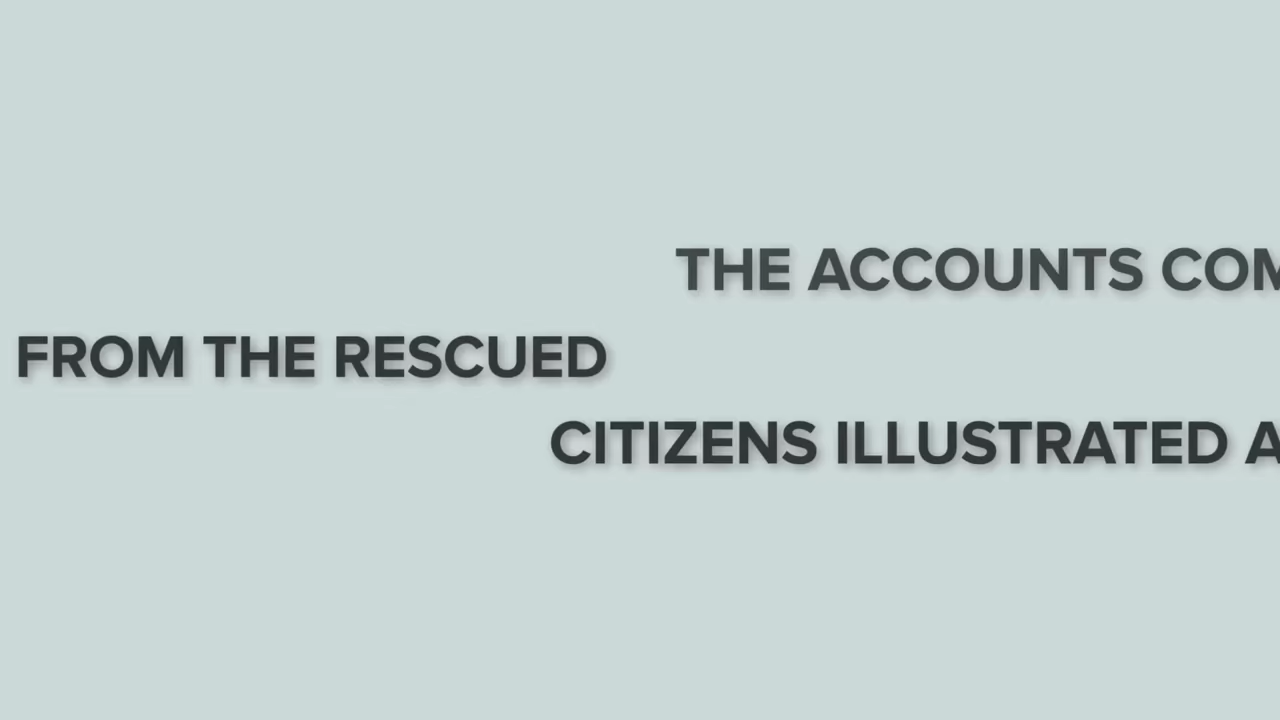 THE ACCOUNTS COM
FROM THE RESCUED
CITIZENS ILLUSTRATED A